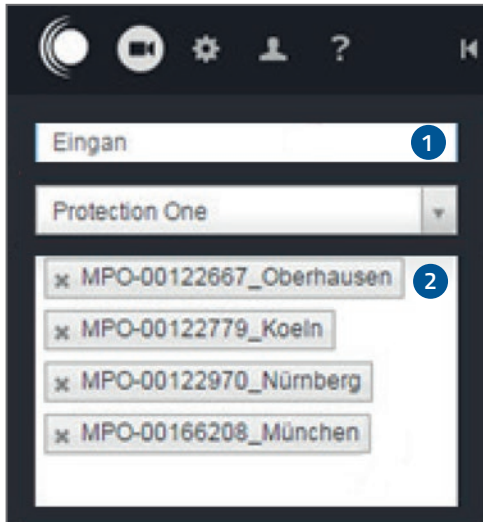 ?
Eingan 1
Protection One
MPO-00122667_Oberhausen 2
MPO-00122779_Koeln
MPO-00122970_Nürnberg
MPO-00166208_München